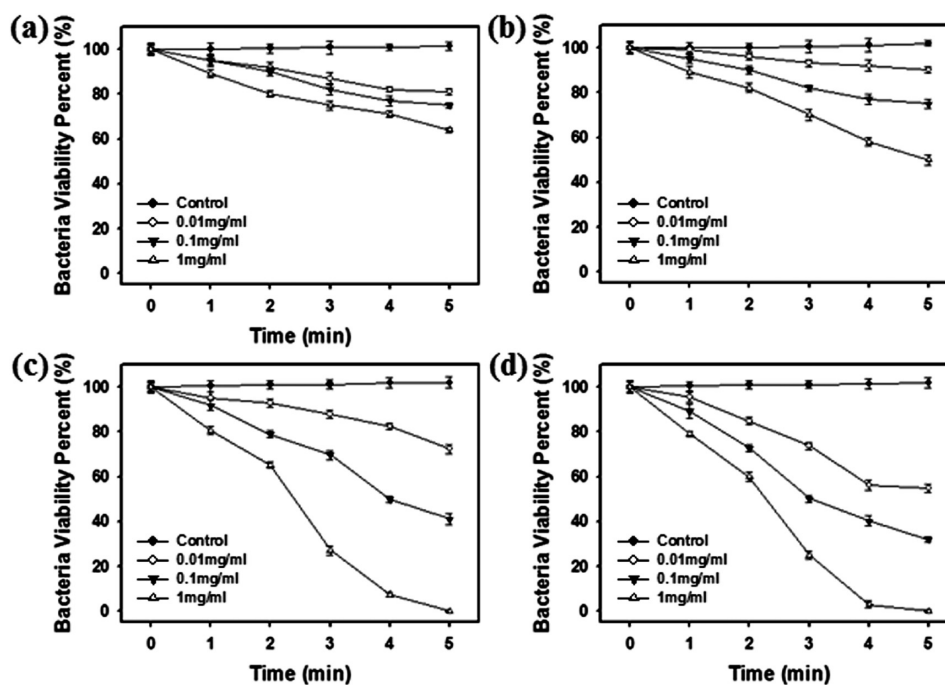 (a)
Bacteria Viability Percent (%)
100
80
60
40
20
0
Control
0.01mg/ml
0.1mg/ml
1mg/ml
0 1 2 3 4 5
Time (min)
(b)
Bacteria Viability Percent (%)
100
80
60
40
20
0
Control
0.01mg/ml
0.1mg/ml
1mg/ml
0 1 2 3 4 5
(c)
Bacteria Viability Percent (%)
100
80
60
40
20
0
Control
0.01mg/ml
0.1mg/ml
1mg/ml
0 1 2 3 4 5
Time (min)
(d)
Bacteria Viability Percent (%)
100
80
60
40
20
0
Control
0.01mg/ml
0.1mg/ml
1mg/ml
0 1 2 3 4 5
Time (min)